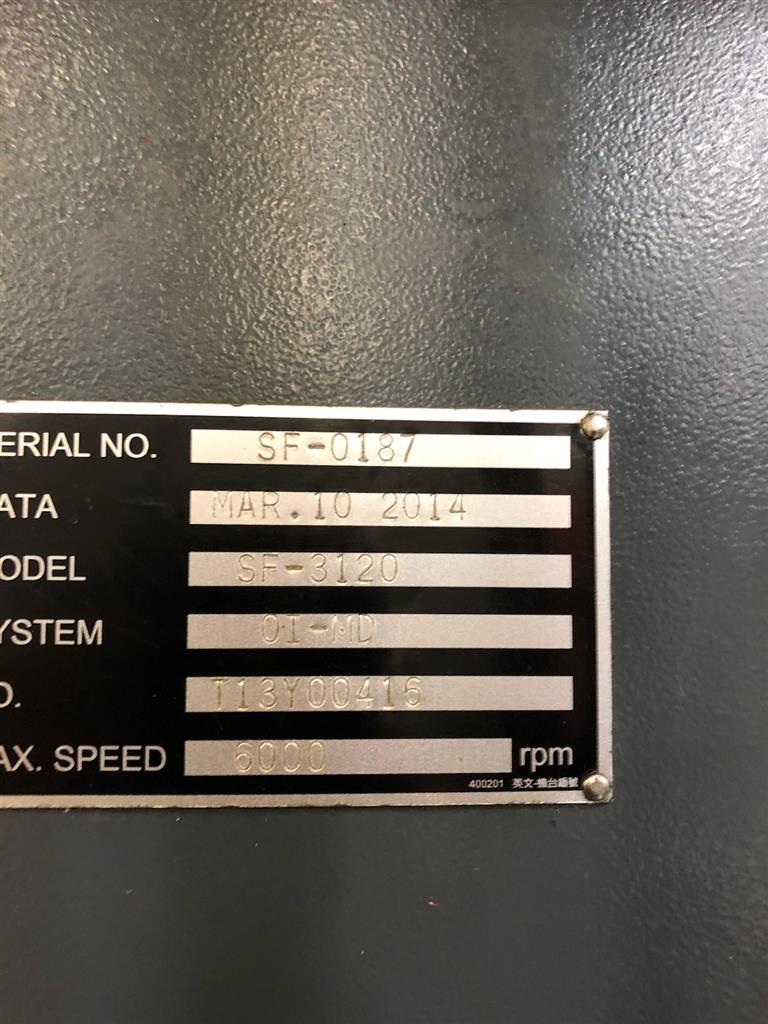 ERIAL NO. SF-0187
ATA MAR.10 2014
ODEL SF-3120
YSTEM OI-MD
O. T13Y00416
AX. SPEED 6000 rpm
400201 英文-機台編號